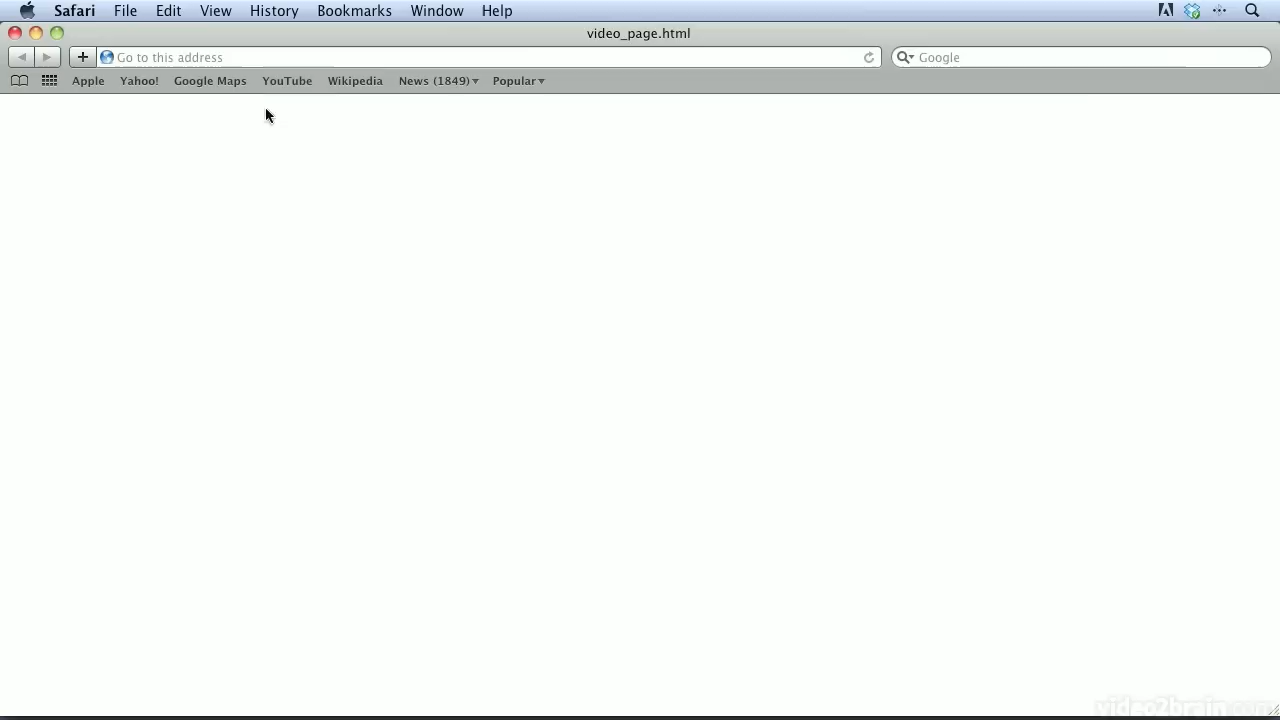 Safari File Edit View History Bookmarks Window Help
video_page.html
Go to this address Google
Apple Yahoo! Google Maps YouTube Wikipedia News (1849) Popular
video2brain.com